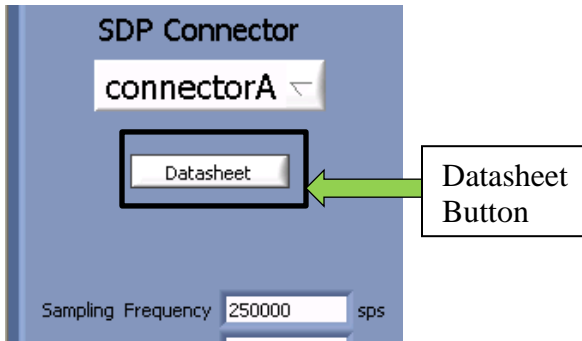 SDP Connector
connectorA
Datasheet
Datasheet
Button
Sampling Frequency 250000 sps